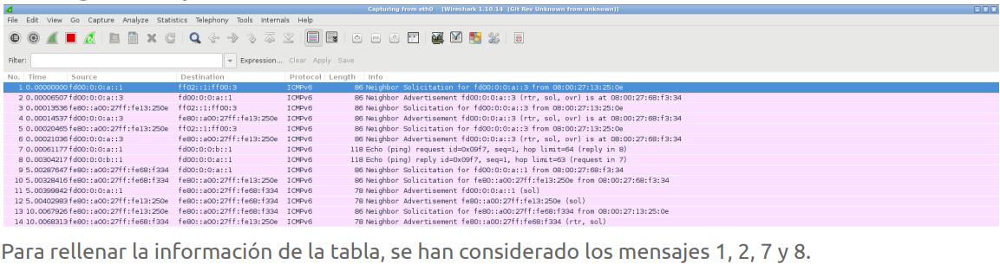 Capturing from eth0 [Wireshark 1.10.14 (Git Rev Unknown from unknown)]
File Edit View Go Capture Analyze Statistics Telephony Tools Internals Help
Filter: Expression... Clear Apply Save
No. Time Source Destination Protocol Length Info
1 0.00000000 fd00:0:0:a::1 ff02::1:ff00:3 ICMPv6 86 Neighbor Solicitation for fd00:0:0:a::3 from 08:00:27:13:25:0e
2 0.00006507 fd00:0:0:a::3 fd00:0:0:a::1 ICMPv6 86 Neighbor Advertisement fd00:0:0:a::3 (rtr, sol, ovr) is at 08:00:27:68:f3:34
3 0.00013536 fe80::a00:27ff:fe13:250e ff02::1:ff00:3 ICMPv6 86 Neighbor Solicitation for fd00:0:0:a::3 from 08:00:27:13:25:0e
4 0.00014537 fd00:0:0:a::3 fe80::a00:27ff:fe13:250e ICMPv6 86 Neighbor Advertisement fd00:0:0:a::3 (rtr, sol, ovr) is at 08:00:27:68:f3:34
5 0.00020465 fe80::a00:27ff:fe13:250e ff02::1:ff00:3 ICMPv6 86 Neighbor Solicitation for fd00:0:0:a::3 from 08:00:27:13:25:0e
6 0.00021036 fd00:0:0:a::3 fe80::a00:27ff:fe13:250e ICMPv6 86 Neighbor Advertisement fd00:0:0:a::3 (rtr, sol, ovr) is at 08:00:27:68:f3:34
7 0.00061177 fd00:0:0:a::1 fd00:0:0:b::1 ICMPv6 118 Echo (ping) request id=0x09f7, seq=1, hop limit=64 (reply in 8)
8 0.00304217 fd00:0:0:b::1 fd00:0:0:a::1 ICMPv6 118 Echo (ping) reply id=0x09f7, seq=1, hop limit=63 (request in 7)
9 5.00287647 fe80::a00:27ff:fe68:f334 fd00:0:0:a::1 ICMPv6 86 Neighbor Solicitation for fd00:0:0:a::1 from 08:00:27:68:f3:34
10 5.00328416 fe80::a00:27ff:fe68:f334 fe80::a00:27ff:fe13:250e ICMPv6 86 Neighbor Solicitation for fe80::a00:27ff:fe13:250e from 08:00:27:68:f3:34
11 5.00399842 fd00:0:0:a::1 fe80::a00:27ff:fe68:f334 ICMPv6 78 Neighbor Advertisement fd00:0:0:a::1 (sol)
12 5.00402983 fe80::a00:27ff:fe13:250e fe80::a00:27ff:fe68:f334 ICMPv6 78 Neighbor Advertisement fe80::a00:27ff:fe13:250e (sol)
13 10.0067926 fe80::a00:27ff:fe13:250e fe80::a00:27ff:fe68:f334 ICMPv6 86 Neighbor Solicitation for fe80::a00:27ff:fe68:f334 from 08:00:27:13:25:0e
14 10.0068313 fe80::a00:27ff:fe68:f334 fe80::a00:27ff:fe13:250e ICMPv6 78 Neighbor Advertisement fe80::a00:27ff:fe68:f334 (rtr, sol)
Para rellenar la información de la tabla, se han considerado los mensajes 1, 2, 7 y 8.